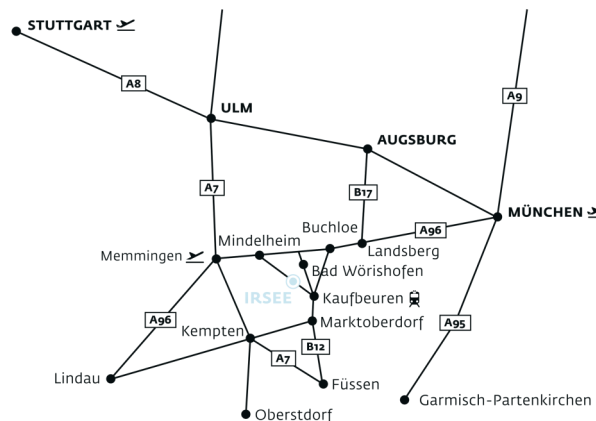 STUTTGART
A8
A9
ULM
AUGSBURG
A7
B17
MÜNCHEN
Buchloe
A96
Mindelheim
Landsberg
Memmingen
Bad Wörishofen
IRSEE
Kaufbeuren
A96
Marktoberdorf
A95
Kempten
B12
A7
Lindau
Füssen
Garmisch-Partenkirchen
Oberstdorf